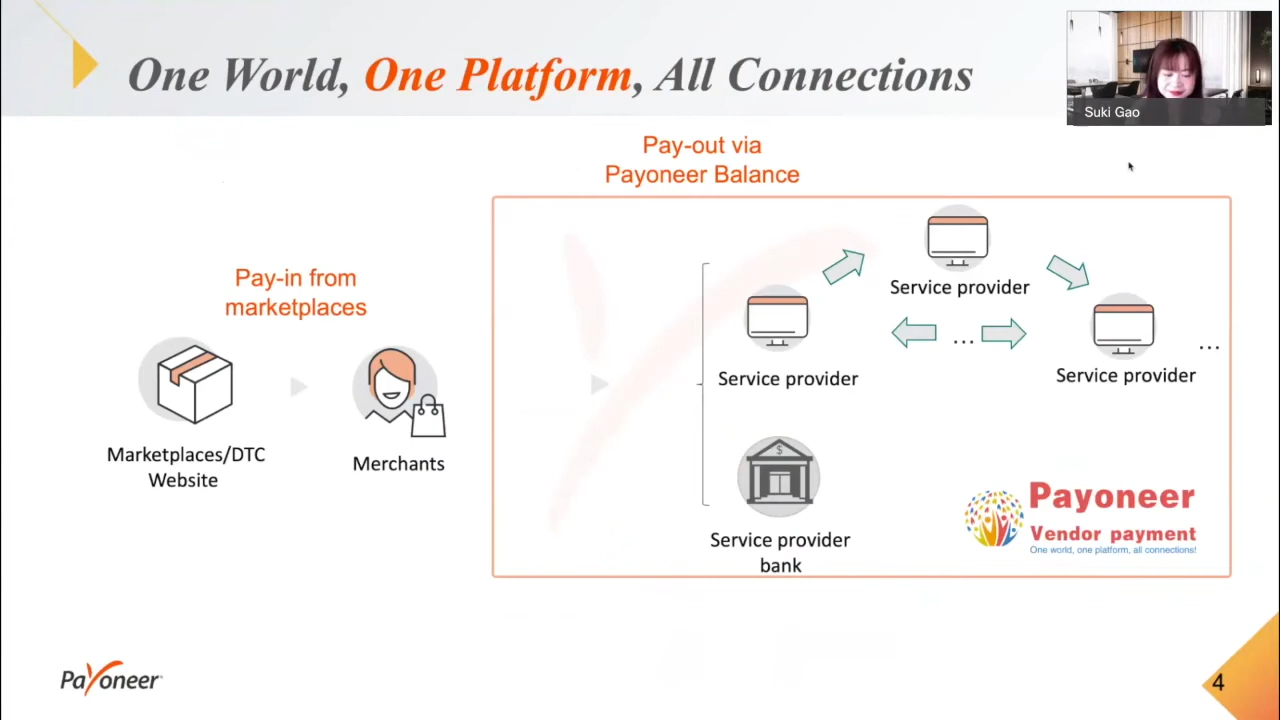 One World, One Platform, All Connections
Suki Gao
Pay-out via
Payoneer Balance
Pay-in from
marketplaces
Service provider
Service provider
Service provider
...
...
Marketplaces/DTC
Website
Merchants
$
Service provider
bank
Payoneer
Vendor payment
One world, one platform, all connections!
Payoneer
4